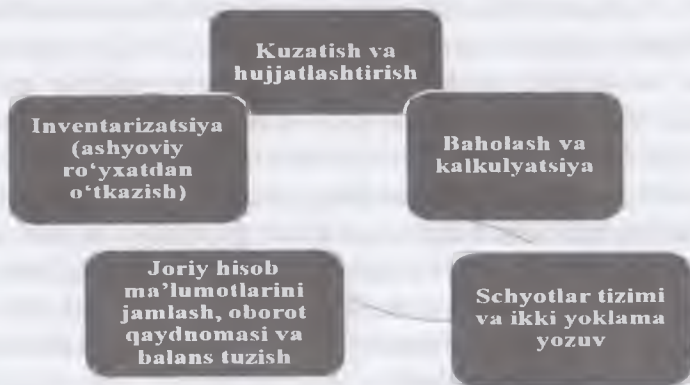 Kuzatish va
hujjatlashtirish
Inventarizatsiya
(ashyoviy
ro‘yxatdan
o‘tkazish)
Baholash va
kalkulyatsiya
Joriy hisob
ma’lumotlarini
jamlash, oborot
qaydnomasi va
balans tuzish
Schyotlar tizimi
va ikki yoklama
yozuv